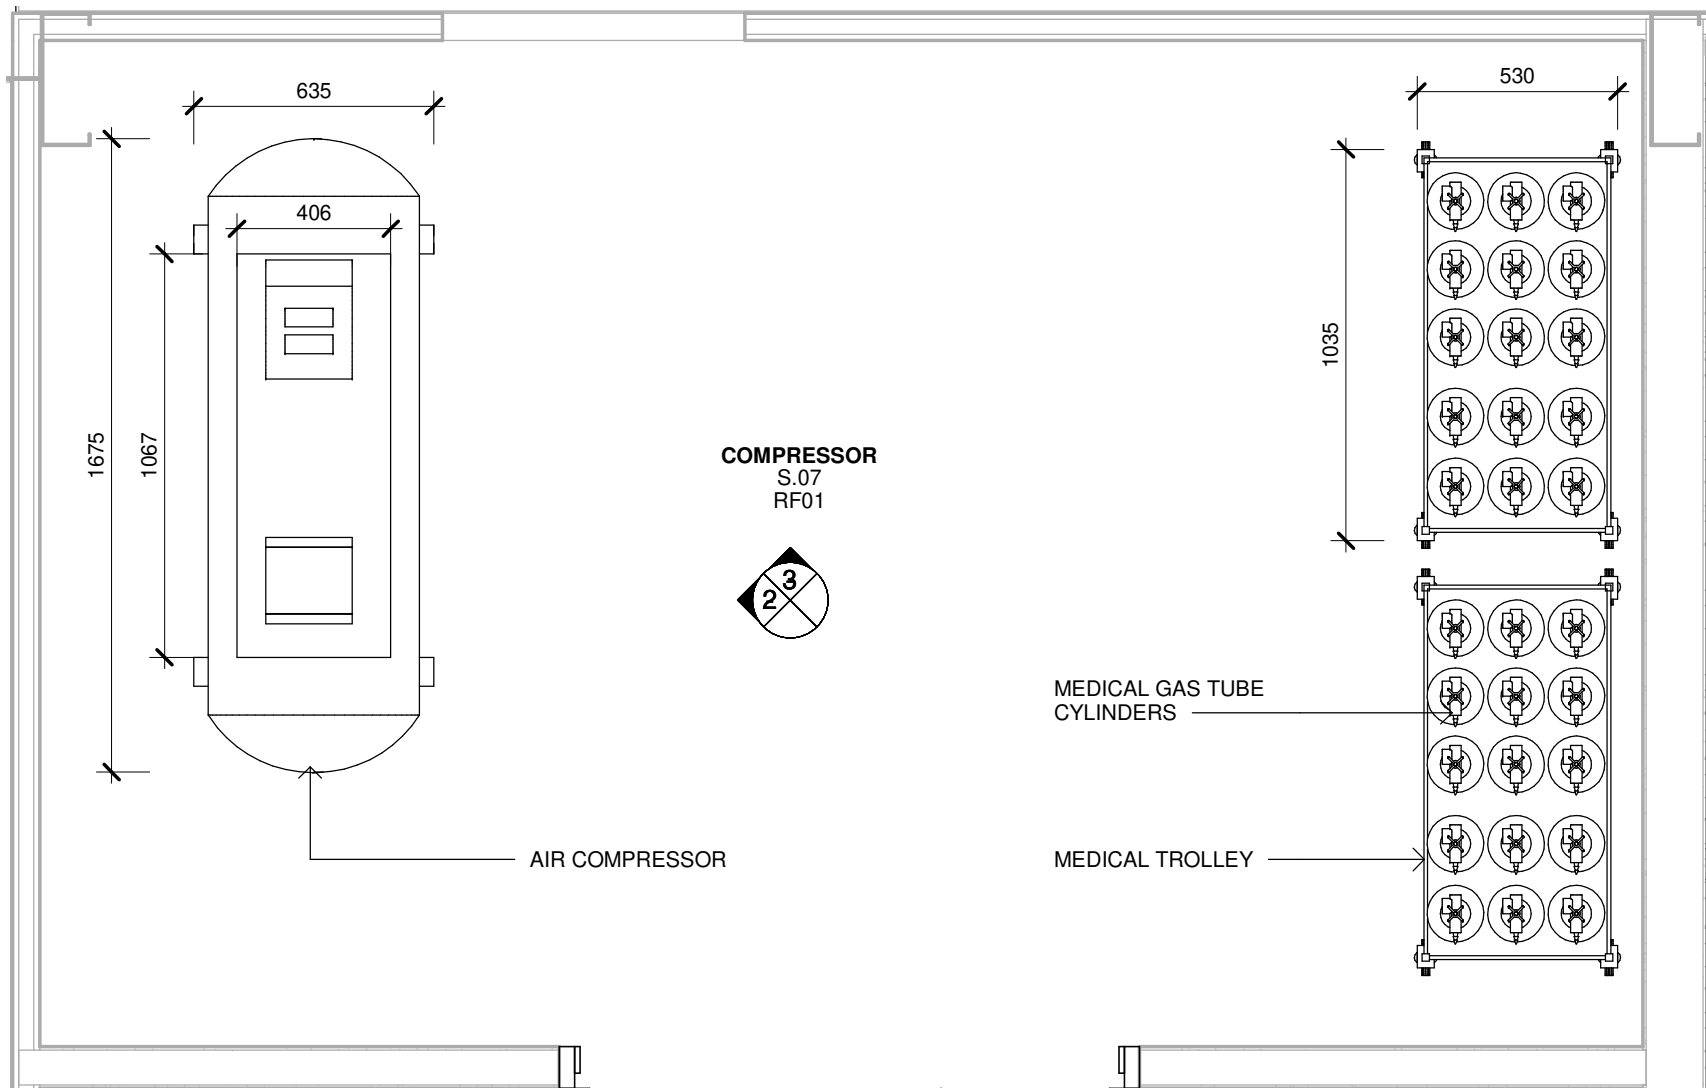 635
530
406
1035
1675
1067
COMPRESSOR
S.07
RF01
3
2
MEDICAL GAS TUBE
CYLINDERS
AIR COMPRESSOR
MEDICAL TROLLEY